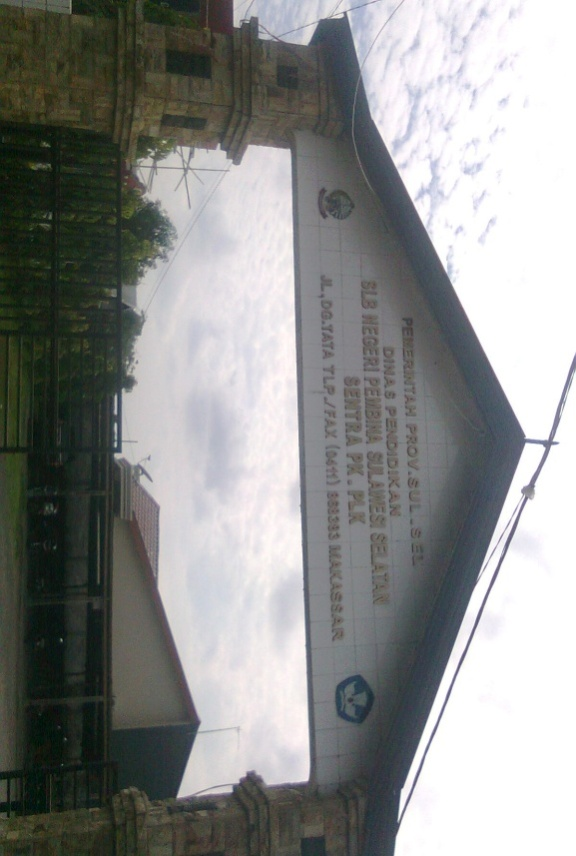 PEMERINTAH PROV.SUL-SEL
DINAS PENDIDIKAN
SLB NEGERI PEMBINA SULAWESI SELATAN
SENTRA PK.PLK
JL,DG.TATA TLP./FAX (0411) MAKASSAR